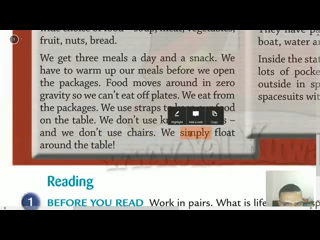 fruit, nuts, bread.
We get three meals a day and a snack. We
have to warm up our meals before we open
the packages. Food moves around in zero
gravity so we can't eat off plates. We eat from
the packages. We use straps to
on the table. We don't use
and we don't use chairs. We simply float
around the table!
They have
boat, water
Inside the
lots of pocke
outside in sp
spacesuits wit
Reading
1 BEFORE YOU READ Work in pairs. What is life